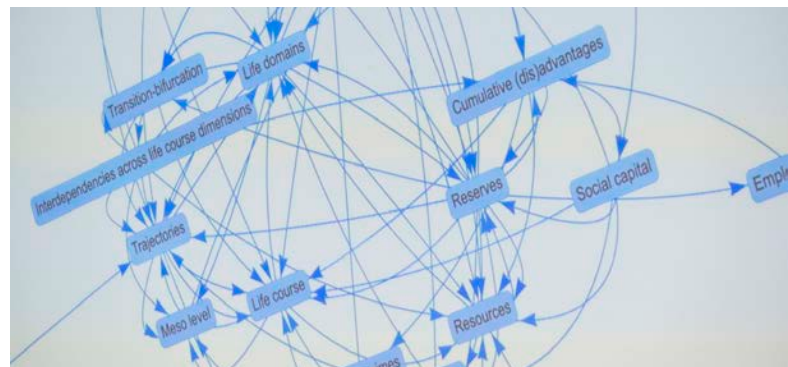 Life domains
Transition-bifurcation
Cumulative (dis)advantages
Interdependencies across life course dimensions
Reserves
Social capital
Trajectories
Life course
Meso level
Resources